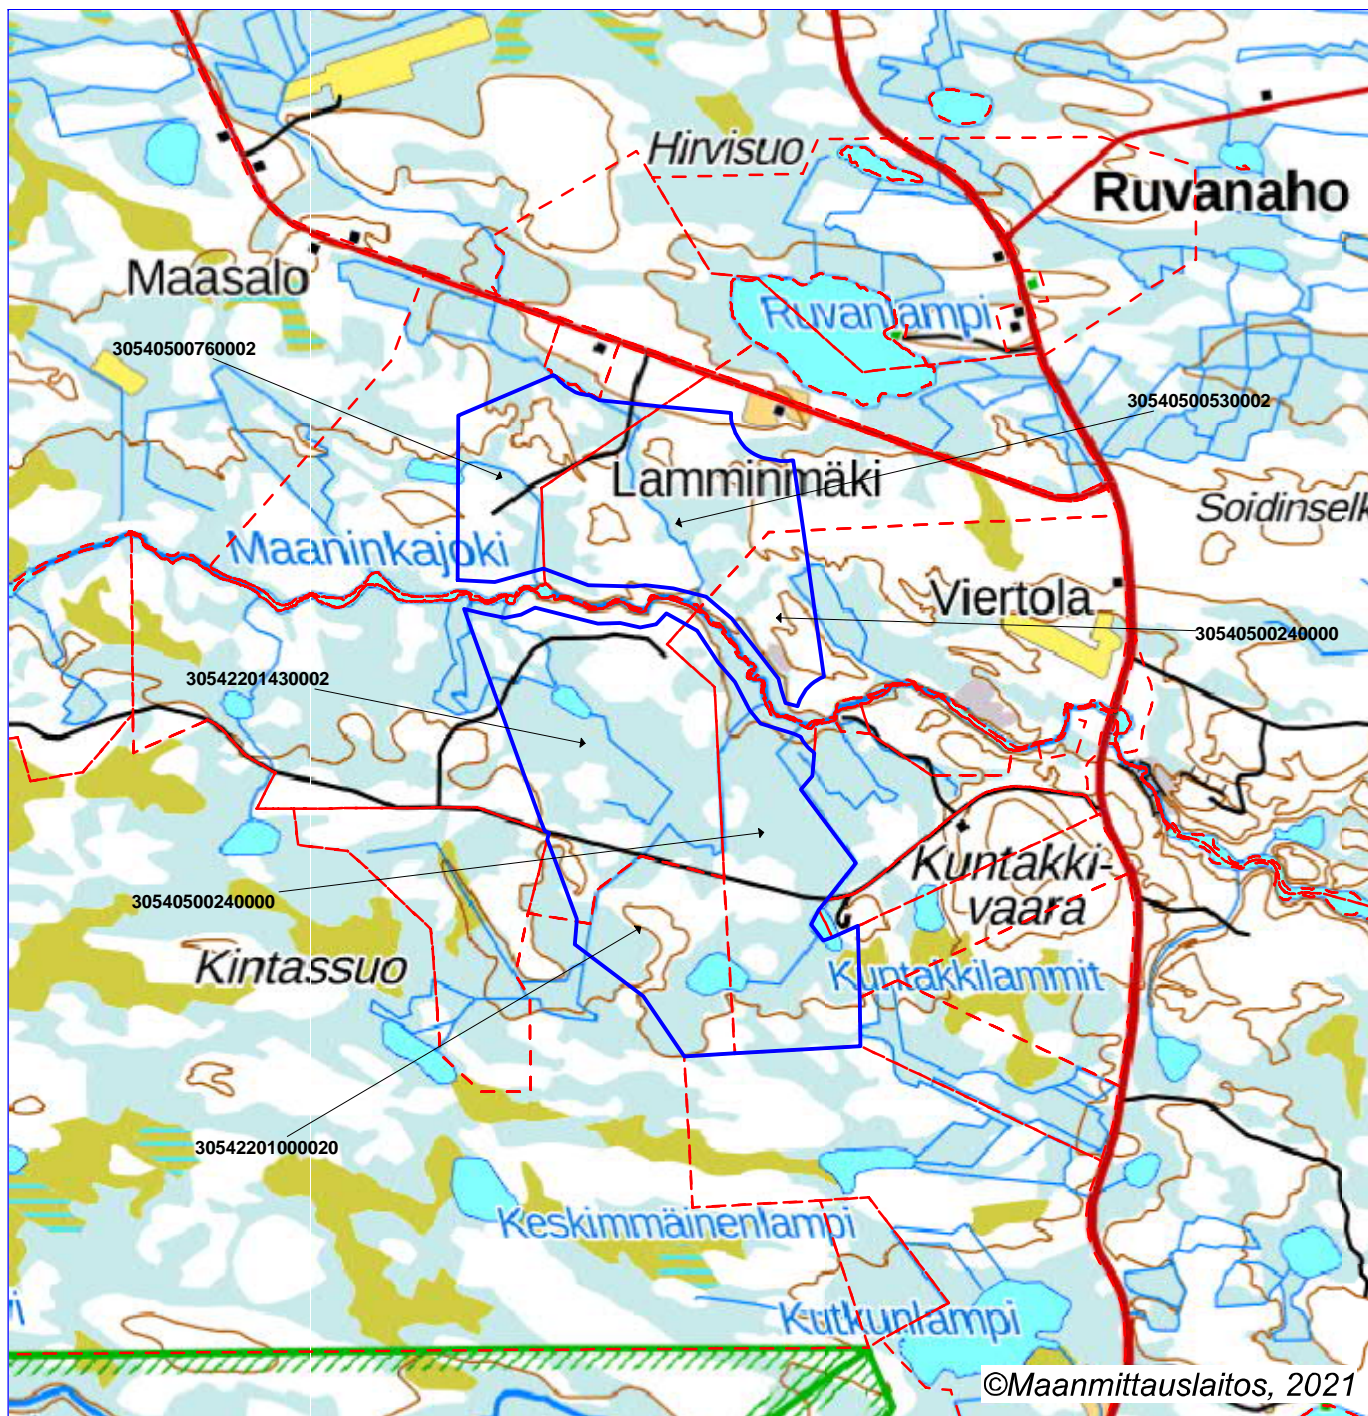 Hirvisuo
Ruvanaho
Maasalo
Ruvanlampi
30540500760002
30540500530002
Lamminmäki
Soidinselk
Maaninkajoki
Viertola
30540500240000
30542201430002
Kuntakki-
vaara
30540500240000
Kintassuo
Kuntakkilammit
30542201000020
Keskimmäinenlampi
Kutkunlampi
©Maanmittauslaitos, 2021